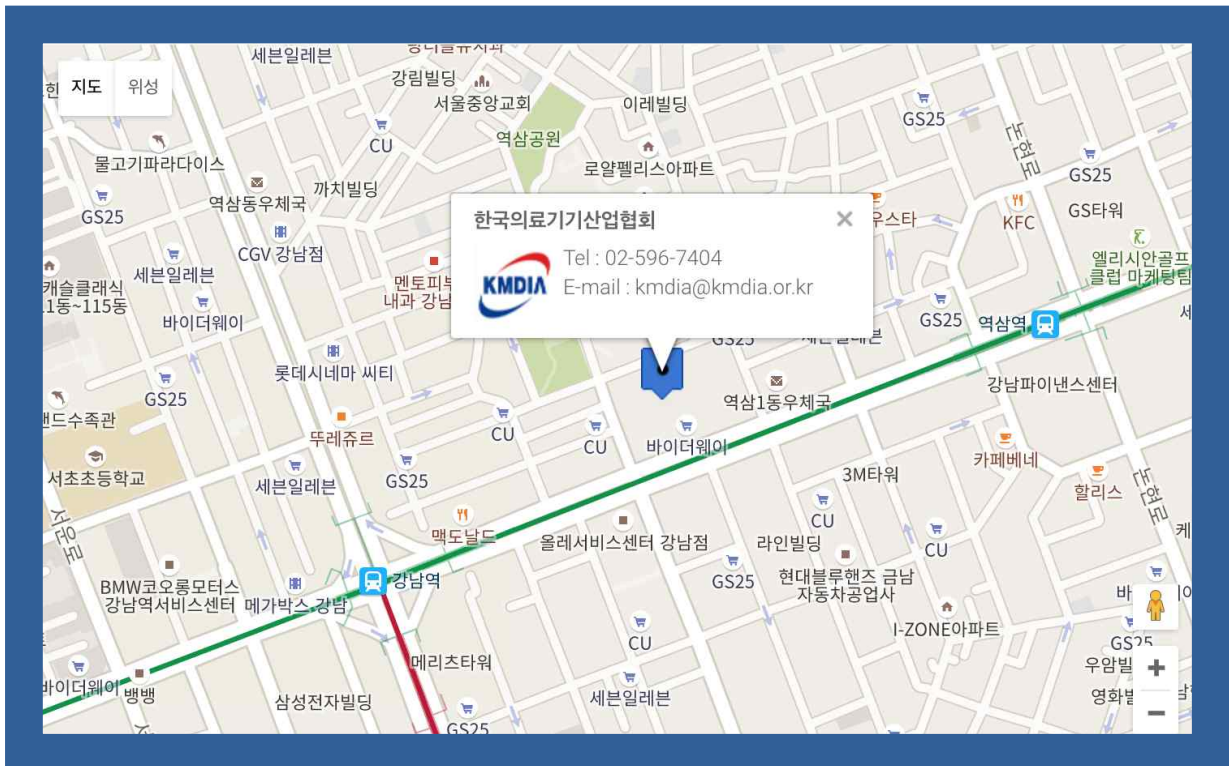 세븐일레븐
지도 위성
강림빌딩
서울중앙교회
이레빌딩
GS25
논현로
CU
역삼공원
물고기파라다이스
로얄펠리스아파트
GS25
까치빌딩
역삼동우체국
GS25
한국의료기기산업협회
KFC
GS타워
CGV 강남점
Tel : 02-596-7404
KMDIA
E-mail : kmdia@kmdia.or.kr
엘리시안골프
클럽 마케팅팀
세븐일레븐
바이더웨이
GS25
역삼역
롯데시네마 씨티
GS25
강남파이낸스센터
역삼1동우체국
뚜레쥬르
CU
CU
바이더웨이
카페베네
서초초등학교
세븐일레븐
GS25
3M타워
할리스
논현로
서운로
맥도날드
올레서비스센터 강남점
CU
라인빌딩
CU
강남역
BMW코오롱모터스
강남역서비스센터
메가박스 강남
GS25
현대블루핸즈 금남
자동차공업사
I-ZONE아파트
CU
GS25
메리츠타워
바이더웨이
뱅뱅
삼성전자빌딩
세븐일레븐
GS25